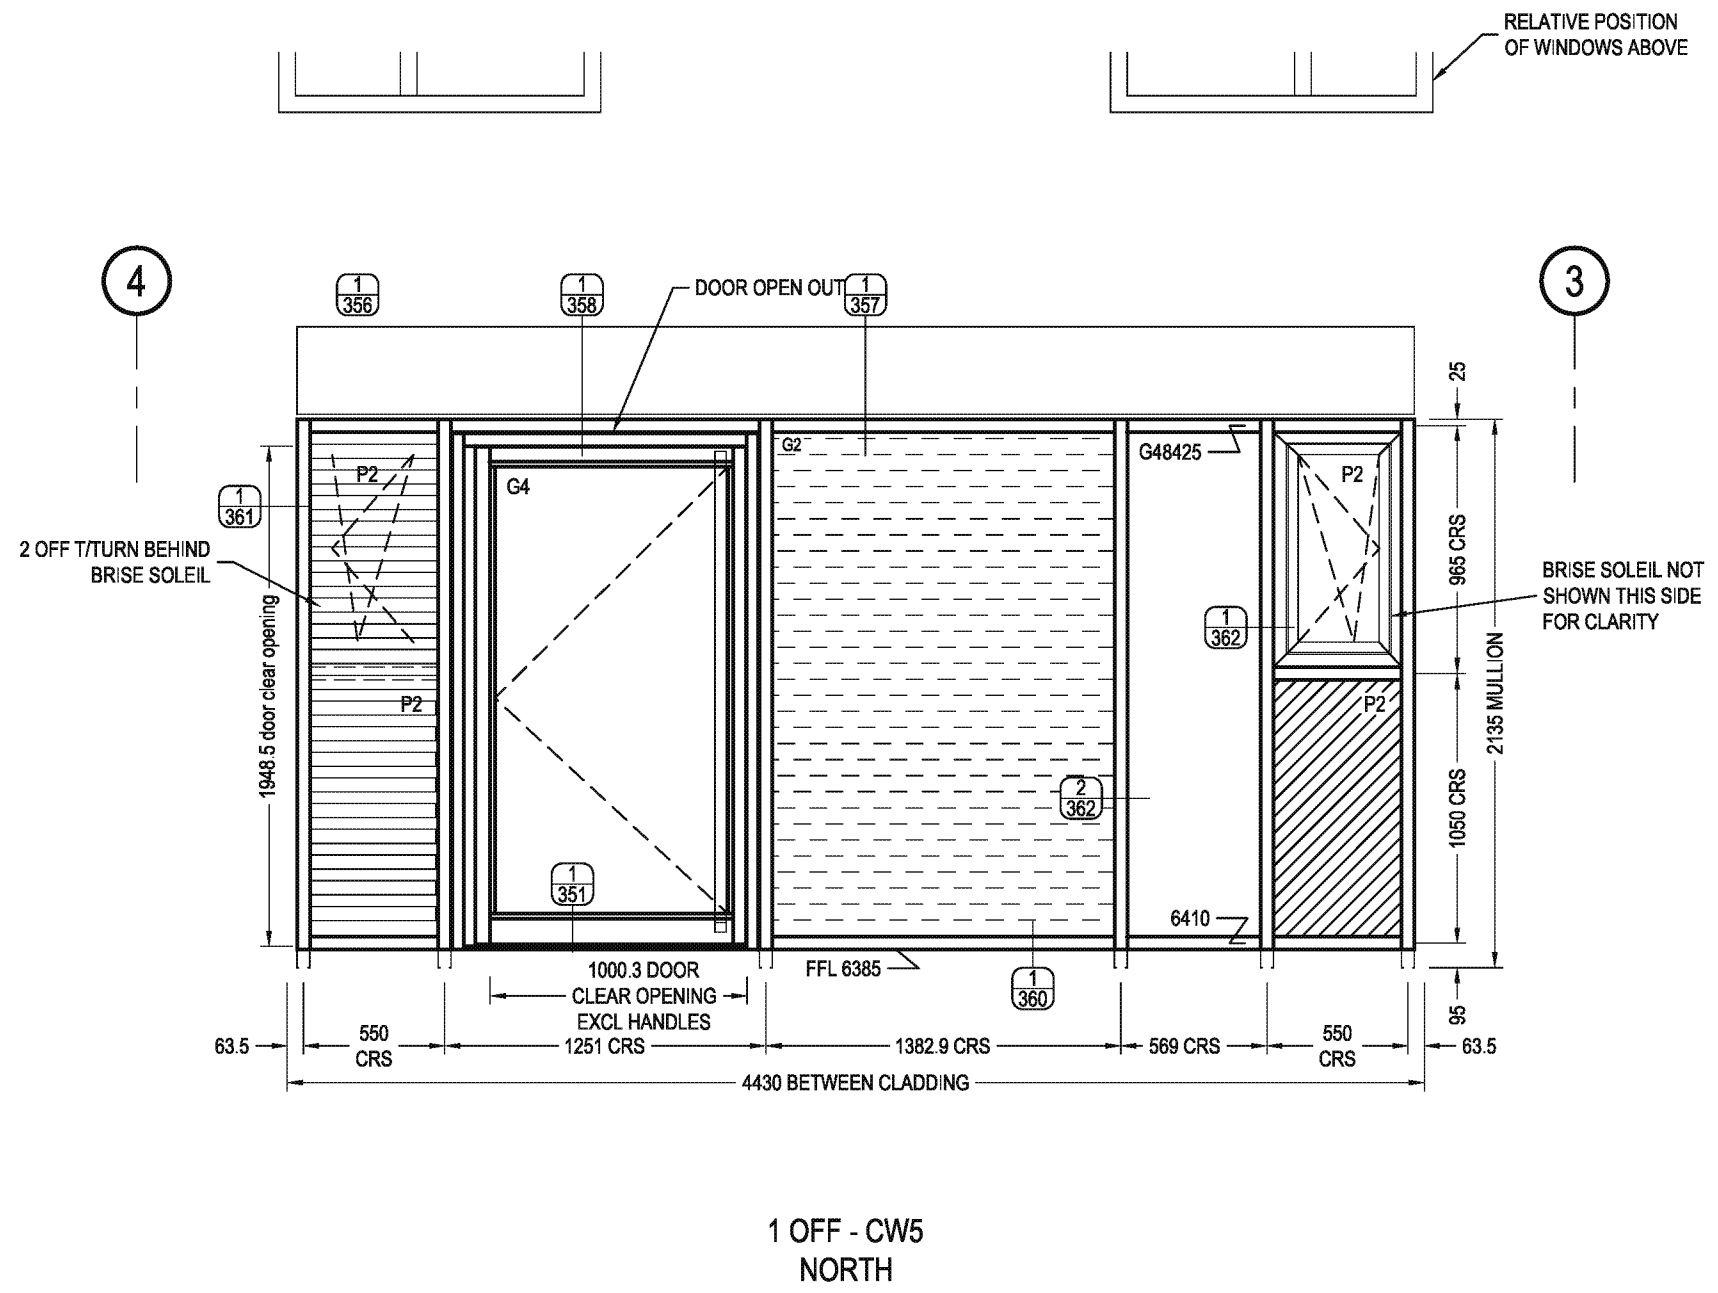 RELATIVE POSITION
OF WINDOWS ABOVE
4
3
1
356
1
358
DOOR OPEN OUT
1
357
25
G2
G48425
P2
P2
G4
1
361
965 CRS
2 OFF T/TURN BEHIND
BRISE SOLEIL
BRISE SOLEIL NOT
SHOWN THIS SIDE
FOR CLARITY
1
362
1948.5 door clear opening
2135 MULLION
P2
P2
2
362
1050 CRS
1
351
6410
FFL 6385
1
360
1000.3 DOOR
CLEAR OPENING
EXCL HANDLES
95
63.5
550
CRS
1251 CRS
1382.9 CRS
569 CRS
550
CRS
63.5
4430 BETWEEN CLADDING
1 OFF - CW5
NORTH